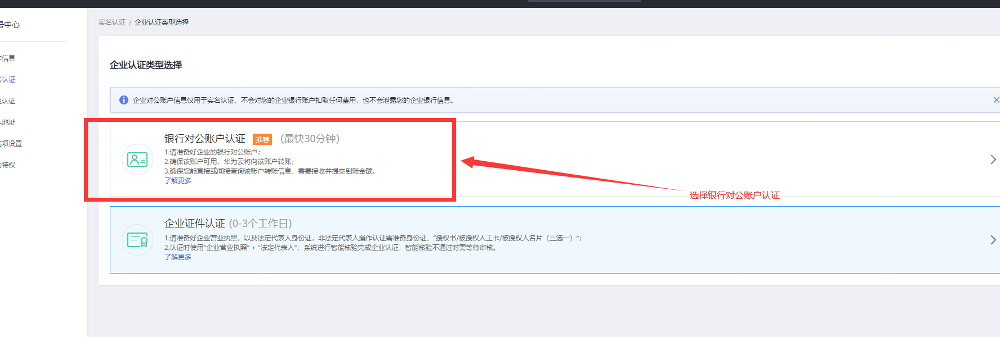 号中心
实名认证 / 企业认证类型选择
本信息
名认证
认证
地址
选项设置
特权
企业认证类型选择
企业对公账户信息仅用于实名认证，不会对您的企业银行账户扣取任何费用，也不会泄露您的企业银行信息。
银行对公账户认证 推荐 (最快30分钟)
1.请准备好企业的银行对公账户；
2.确保该账户可用，华为云将向该账户转账；
3.确保您能直接或间接查询该账户转账信息，需要接收并提交到账金额。
了解更多
选择银行对公账户认证
企业证件认证 (0-3个工作日)
1.请准备好企业营业执照，以及法定代表人身份证，非法定代表人操作认证需准备身份证、“授权书/被授权人工卡/被授权人名片（三选一）”；
2.认证时使用“企业营业执照” + “法定代表人”，系统进行智能核验完成企业认证，智能核验不通过时需等待审核。
了解更多